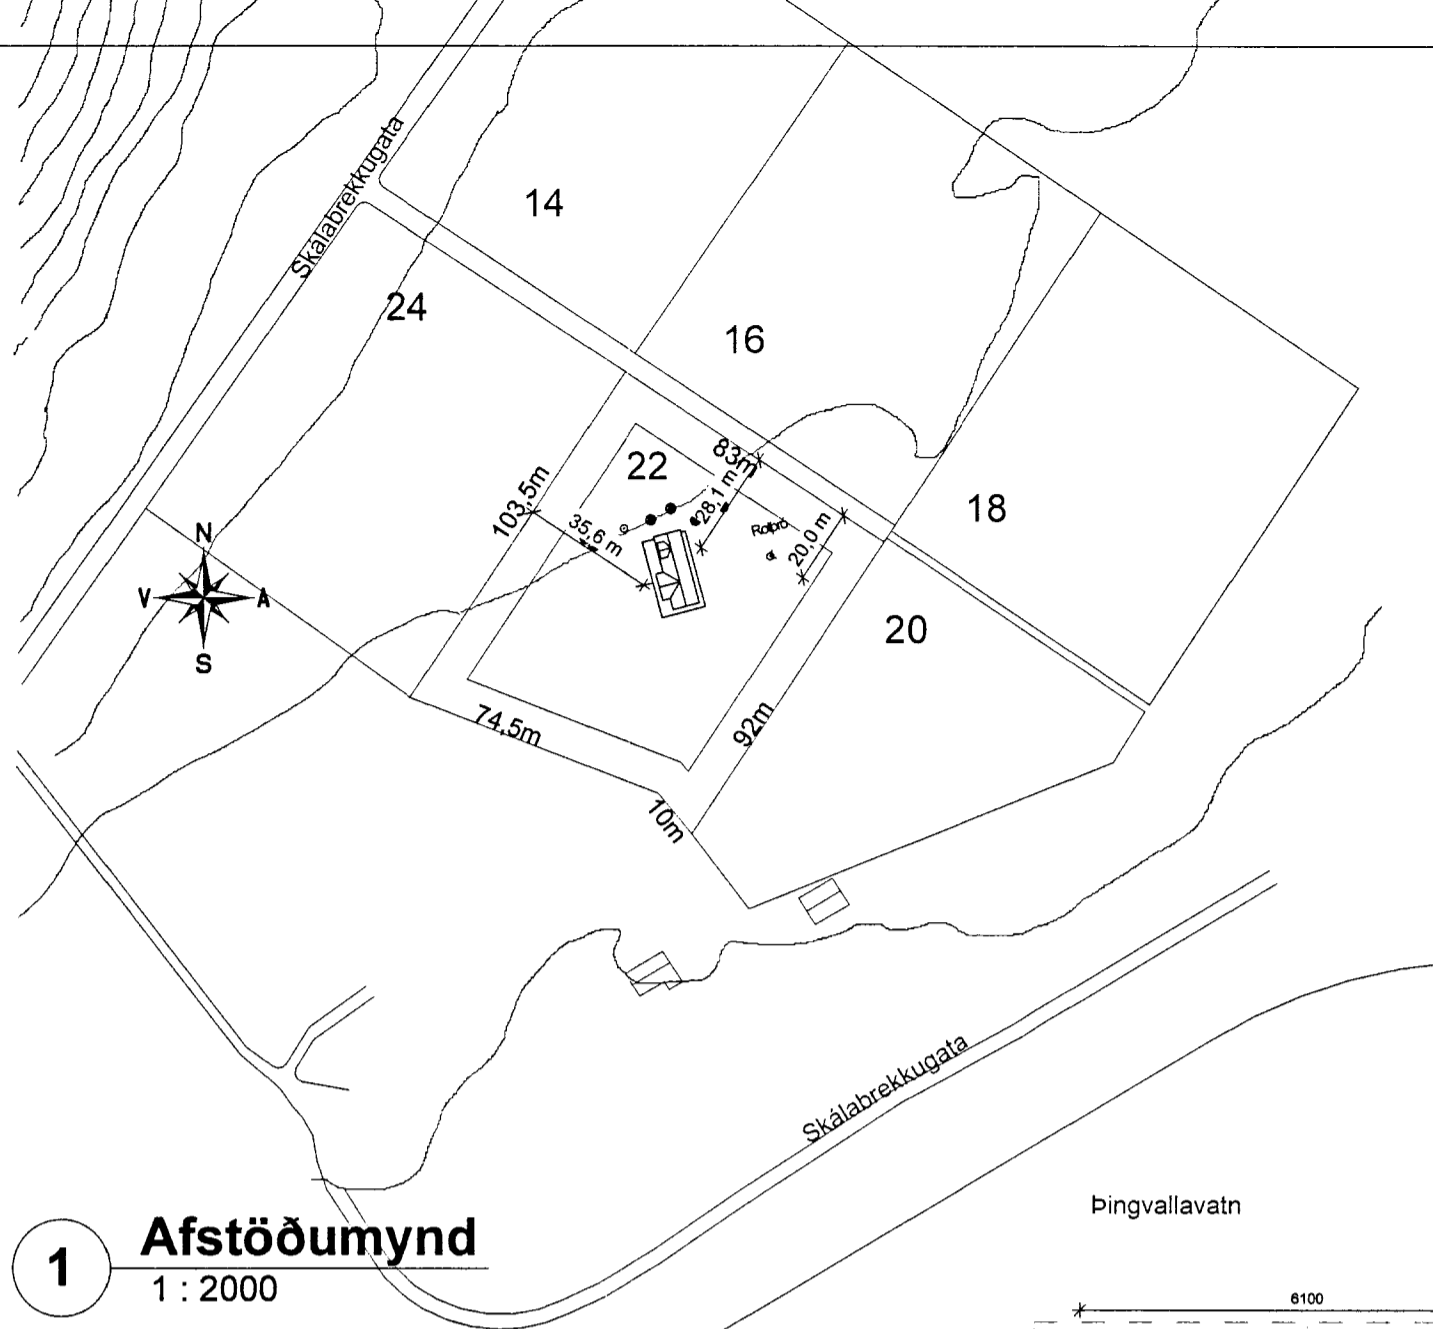 Skálabrekkugata
14
24
16
22
83m
103,5m
35,6 m
28,1 m
Rotþró
20,0 m
18
20
N
V
A
S
74,5m
92m
10m
Skálabrekkugata
Þingvallavatn
1
Afstöðumynd
1 : 2000
6100